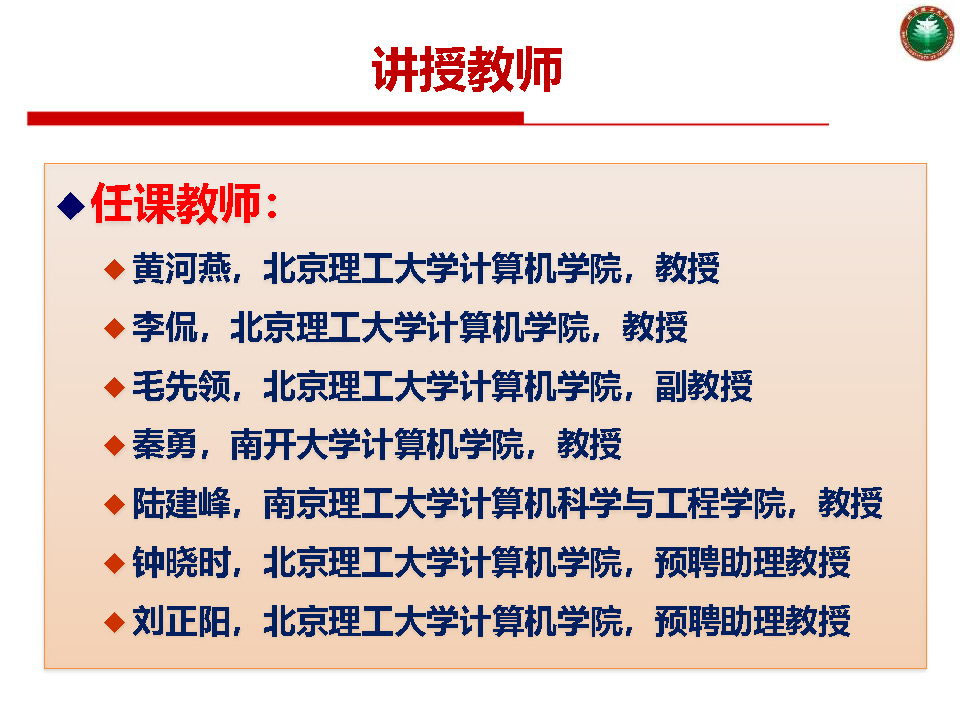 讲授教师
任课教师：
黄河燕，北京理工大学计算机学院，教授
李侃，北京理工大学计算机学院，教授
毛先领，北京理工大学计算机学院，副教授
秦勇，南开大学计算机学院，教授
陆建峰，南京理工大学计算机科学与工程学院，教授
钟晓时，北京理工大学计算机学院，预聘助理教授
刘正阳，北京理工大学计算机学院，预聘助理教授